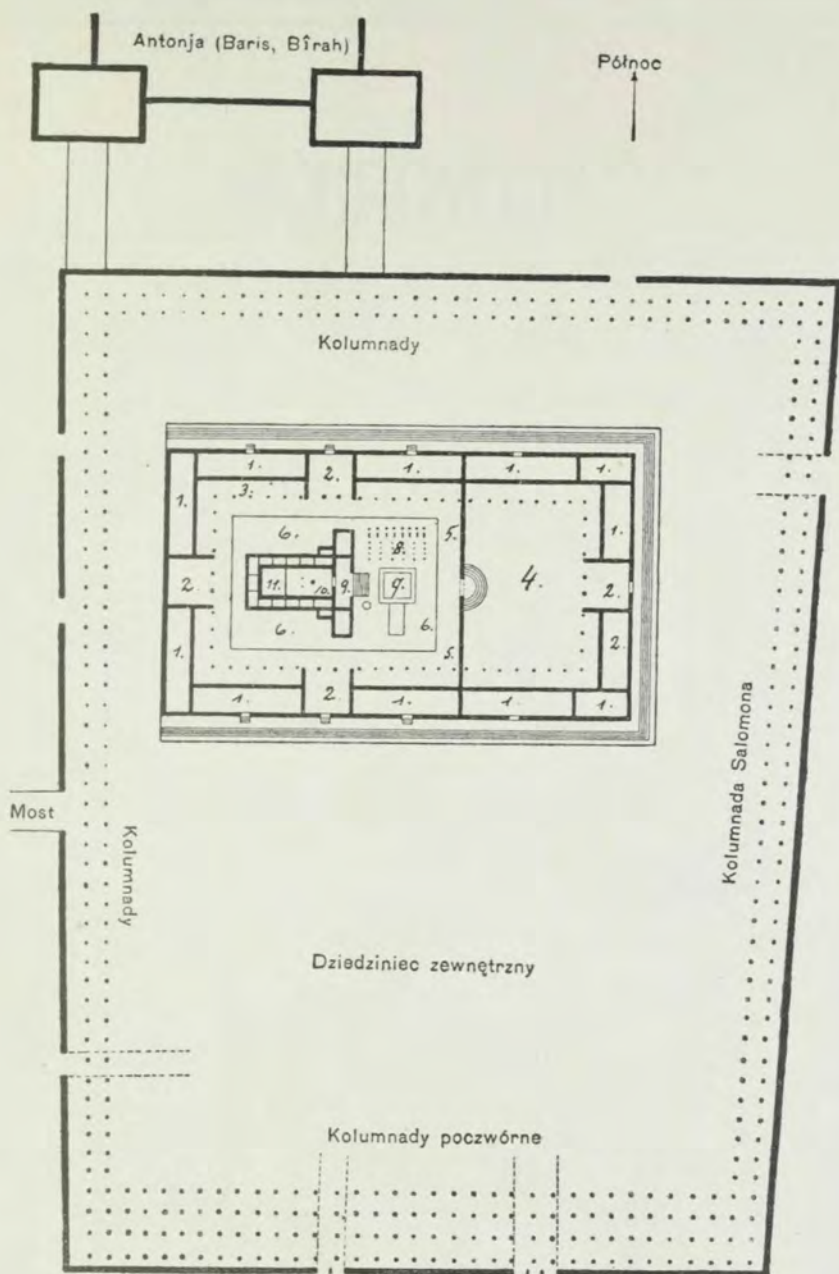 Antonja (Baris, Bîrah)
Północ
Kolumnady
1. 2. 1. 1. 1.
3.
1. 6. 8. 5. 1.
2. 11. 10. 9. 7. 4. 2.
1. 6. 6. 5. 2.
1. 2. 1. 1. 1.
Most
Kolumnady
Kolumnada Salomona
Dziedziniec zewnętrzny
Kolumnady poczwórne